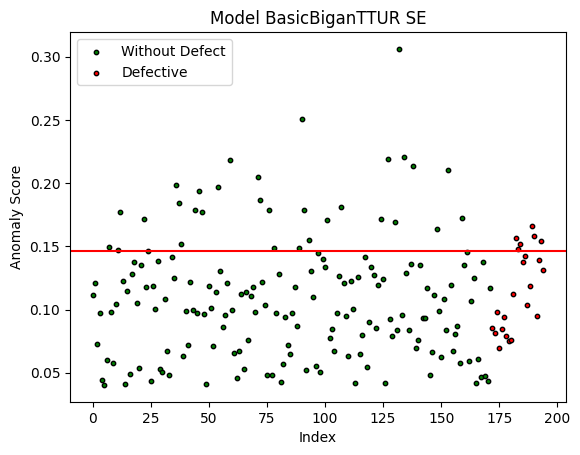 Model BasicBiganTTUR SE
Without Defect
Defective
Anomaly Score
0.30
0.25
0.20
0.15
0.10
0.05
0 25 50 75 100 125 150 175 200
Index